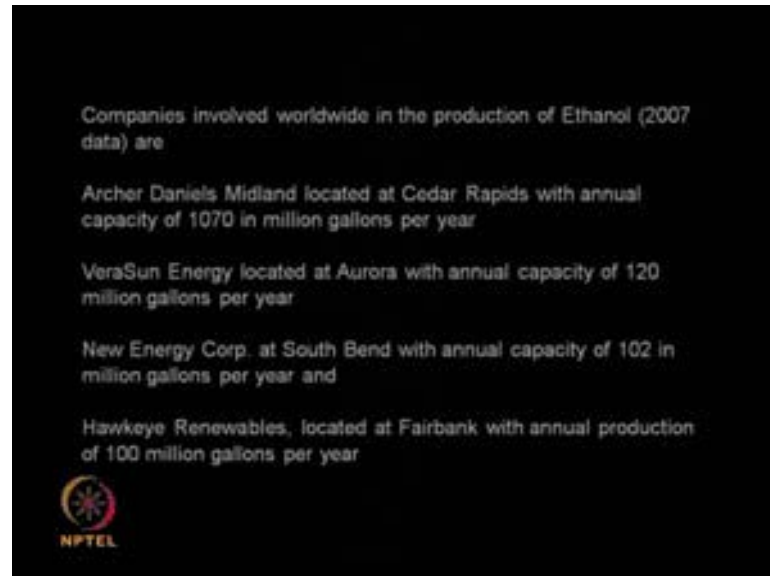 Companies involved worldwide in the production of Ethanol (2007
data) are
Archer Daniels Midland located at Cedar Rapids with annual
capacity of 1070 in million gallons per year
VeraSun Energy located at Aurora with annual capacity of 120
million gallons per year
New Energy Corp. at South Bend with annual capacity of 102 in
million gallons per year and
Hawkeye Renewables, located at Fairbank with annual production
of 100 million gallons per year
NPTEL